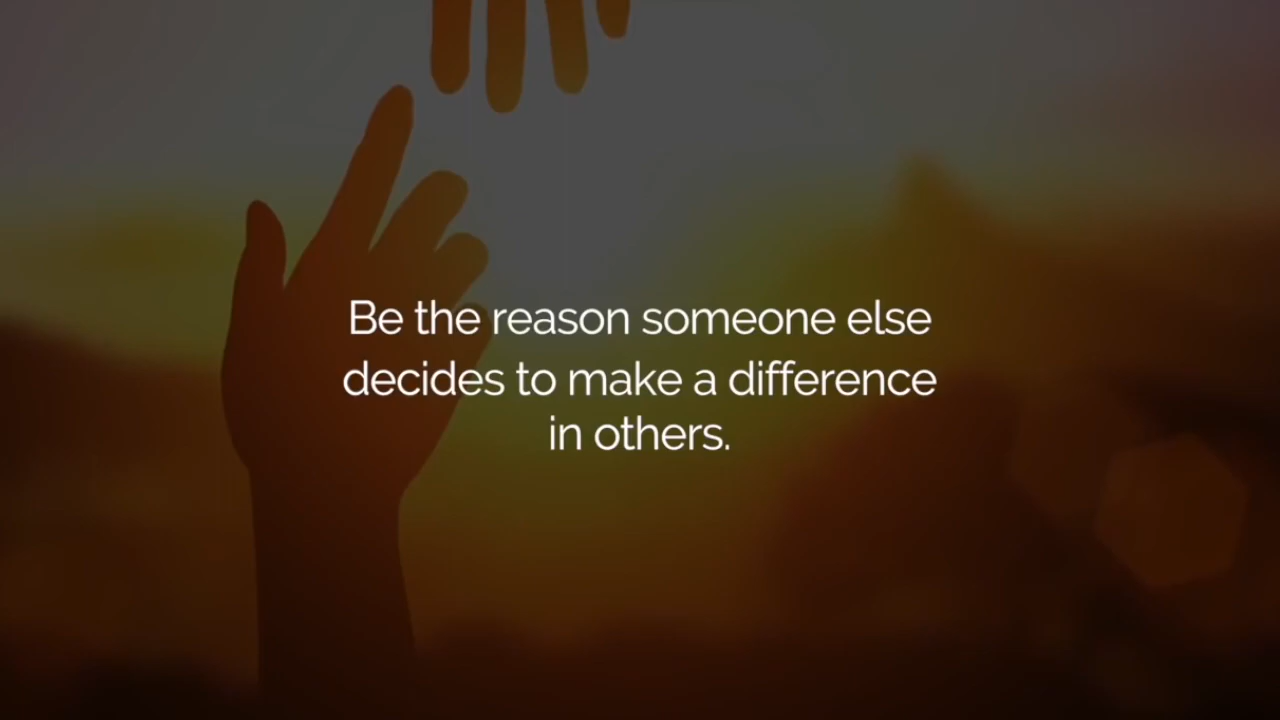 Be the reason someone else
decides to make a difference
in others.